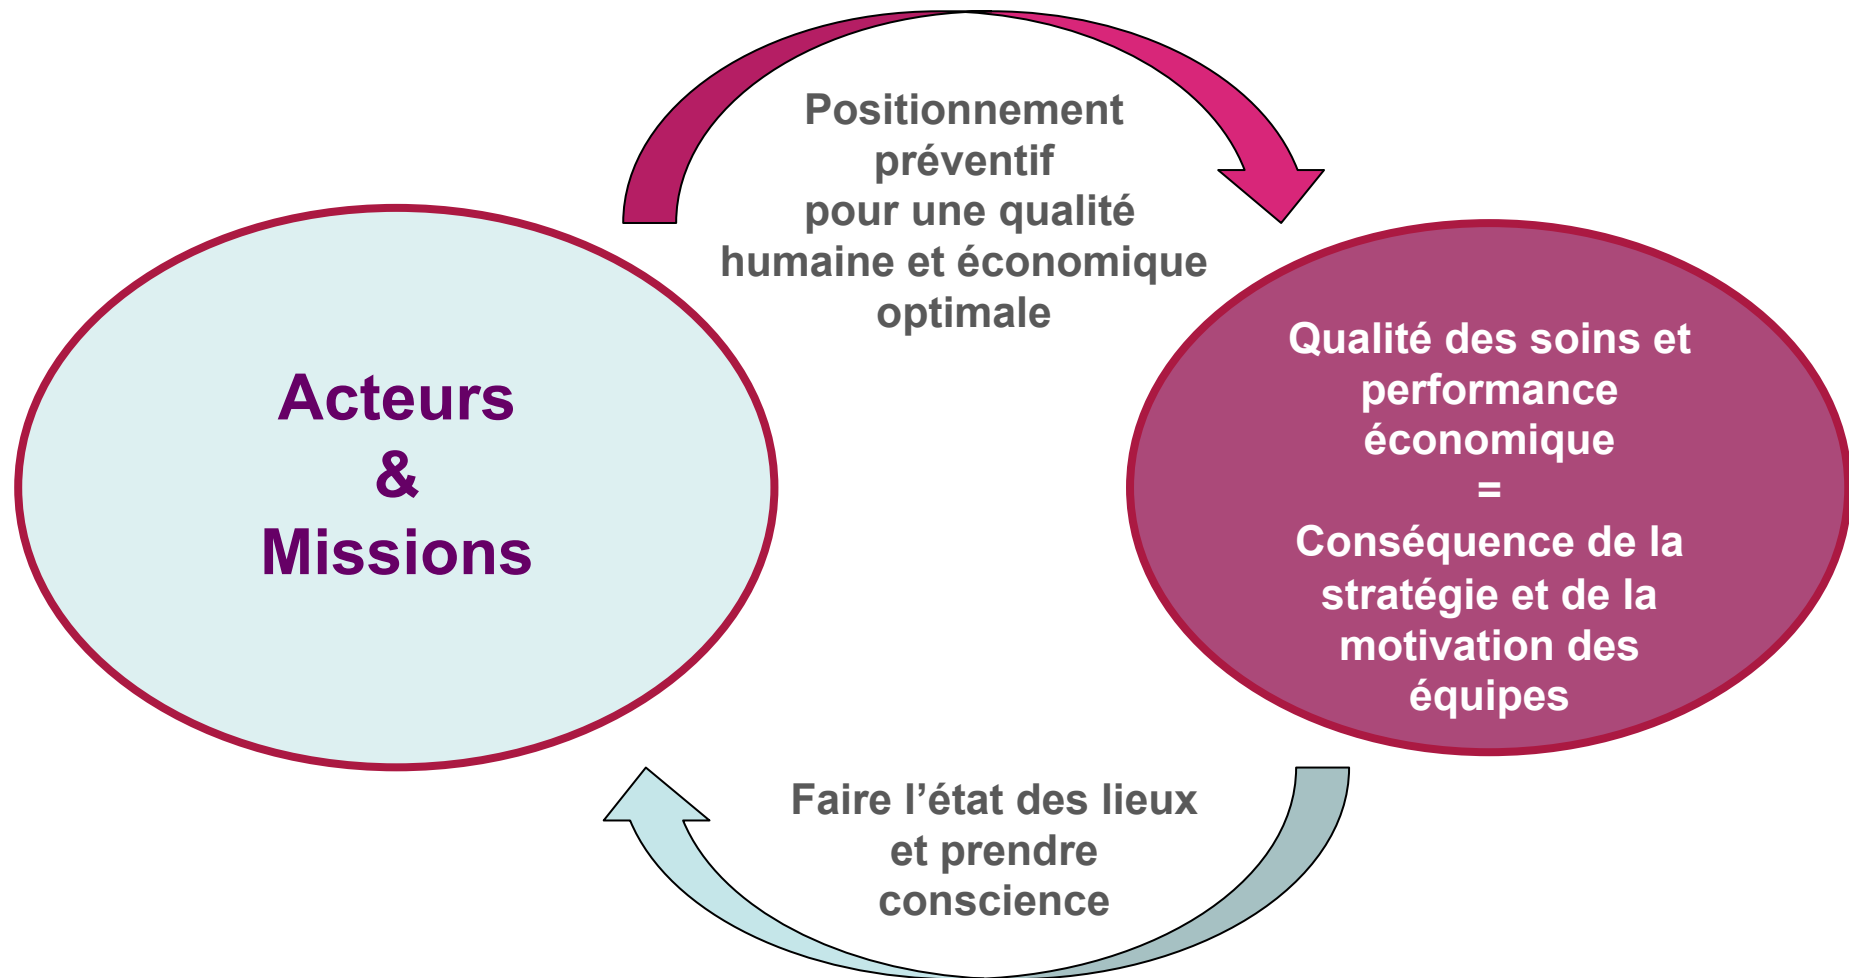 Positionnement
préventif
pour une qualité
humaine et économique
optimale
Acteurs
&
Missions
Qualité des soins et
performance
économique
=
Conséquence de la
stratégie et de la
motivation des
équipes
Faire l’état des lieux
et prendre
conscience